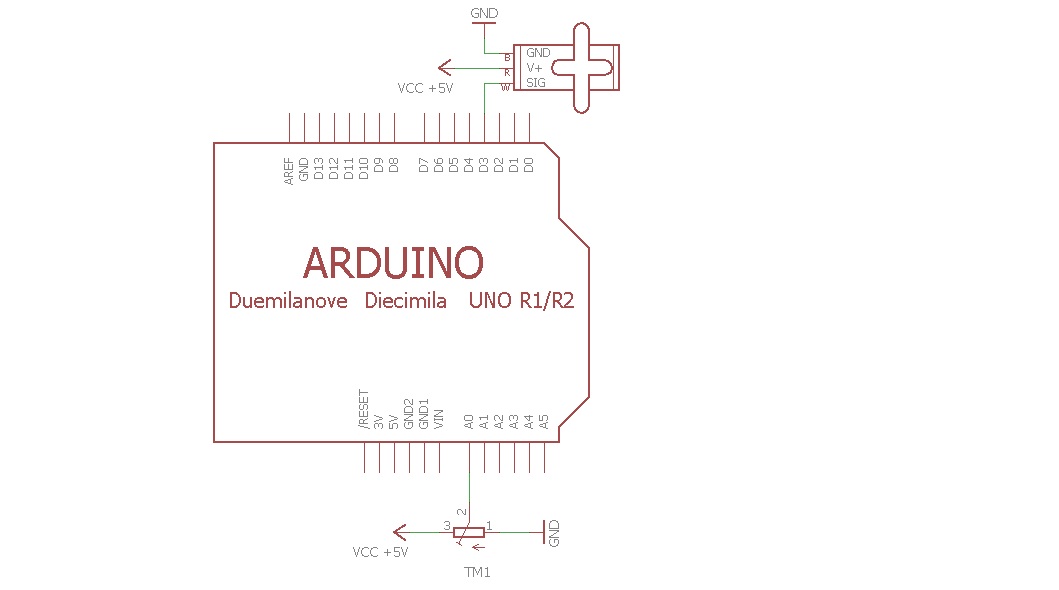 GND
B GND
R V+
W SIG
VCC +5V
AREF GND D13 D12 D11 D10 D9 D8 D7 D6 D5 D4 D3 D2 D1 D0
ARDUINO
Duemilanove Diecimila UNO R1/R2
/RESET 3V 5V GND2 GND1 VIN A0 A1 A2 A3 A4 A5
2
3 1
GND
VCC +5V
TM1